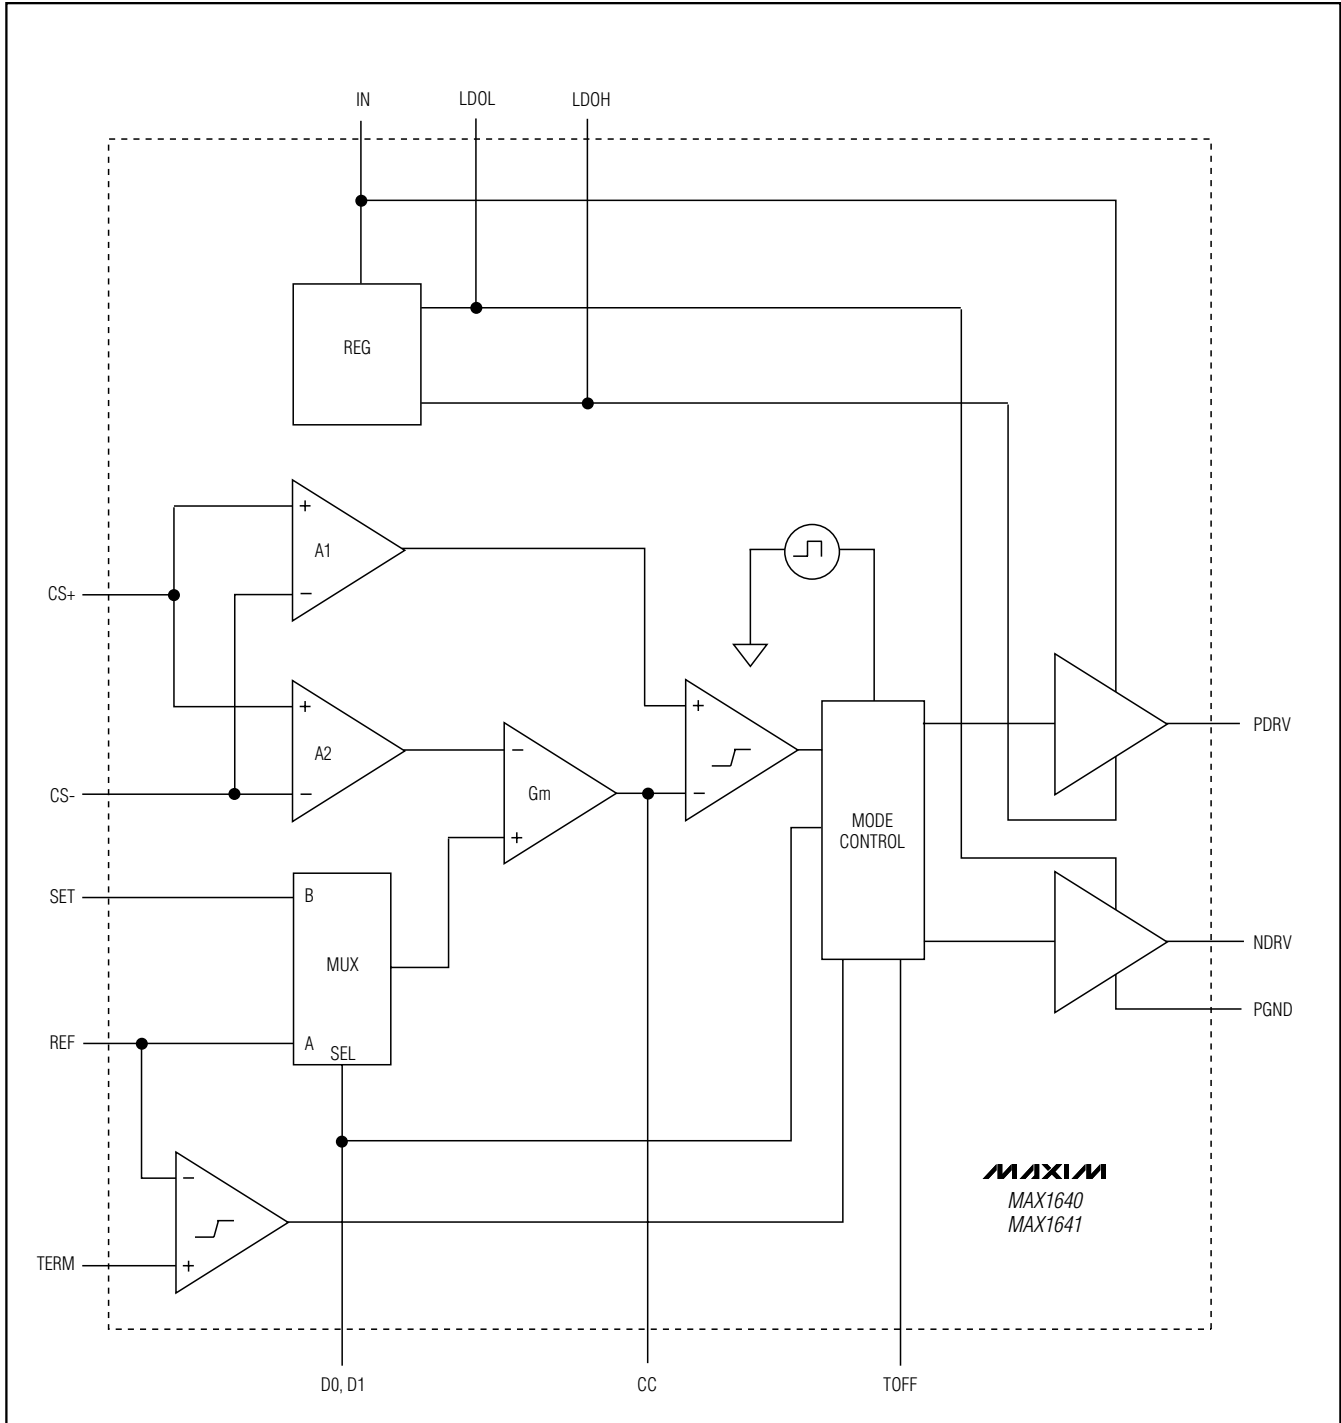 IN
LDOL
LDOH
REG
+
A1
−
CS+
+
A2
−
CS-
−
Gm
+
+
−
MODE
CONTROL
PDRV
NDRV
PGND
SET
B
MUX
REF
A
SEL
−
+
TERM
MAXIM
MAX1640
MAX1641
D0, D1
CC
TOFF